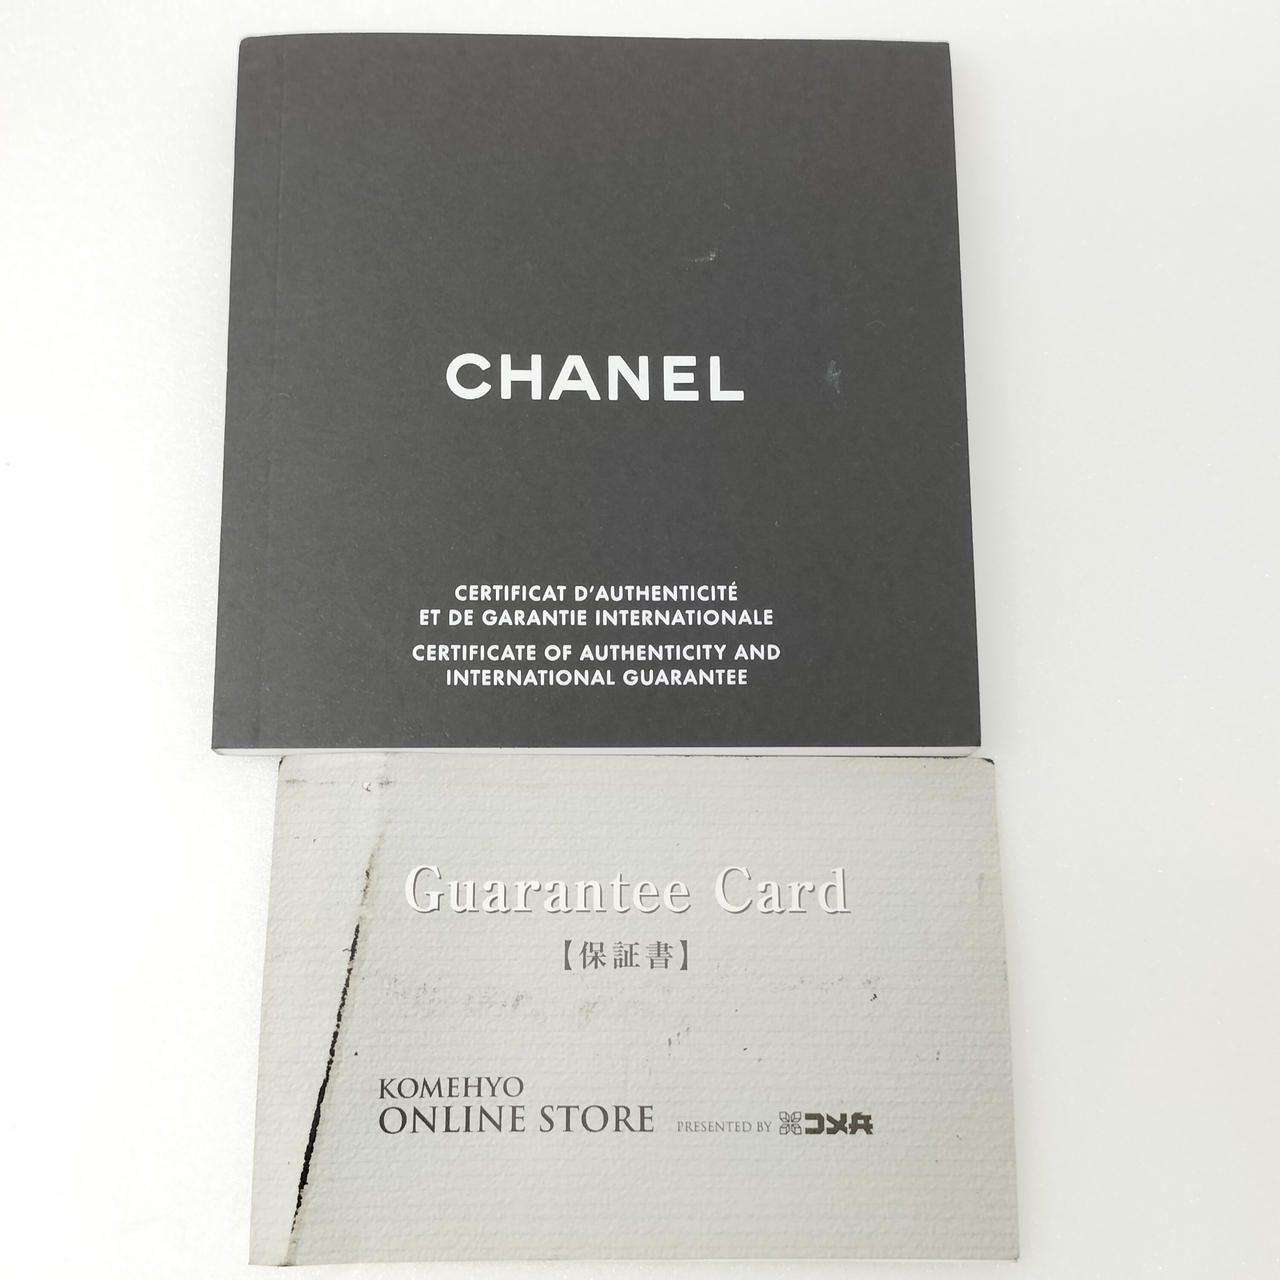 CHANEL
CERTIFICAT D'AUTHENTICITÉ
ET DE GARANTIE INTERNATIONALE
CERTIFICATE OF AUTHENTICITY AND
INTERNATIONAL GUARANTEE
Guarantee Card
【保証書】
KOMEHYO
ONLINE STORE PRESENTED BY コメ兵